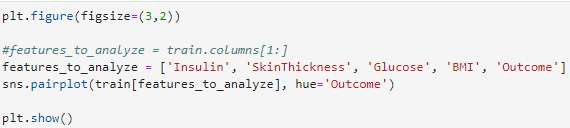 plt.figure(figsize=(3,2))
#features_to_analyze = train.columns[1:]
features_to_analyze = ['Insulin', 'SkinThickness', 'Glucose', 'BMI', 'Outcome']
sns.pairplot(train[features_to_analyze], hue='Outcome')
plt.show()